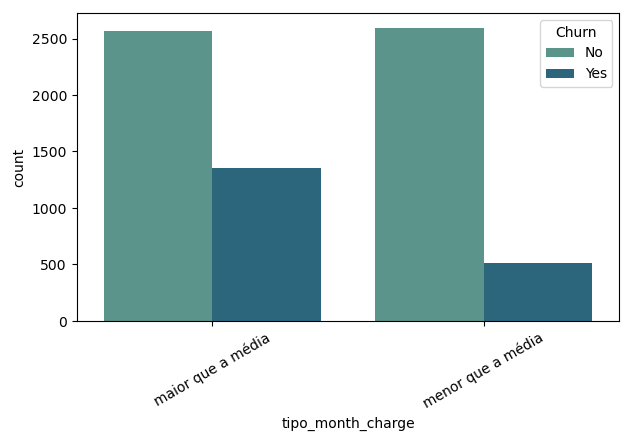 Churn
No
Yes
2500
2000
1500
1000
500
0
count
maior que a média
menor que a média
tipo_month_charge